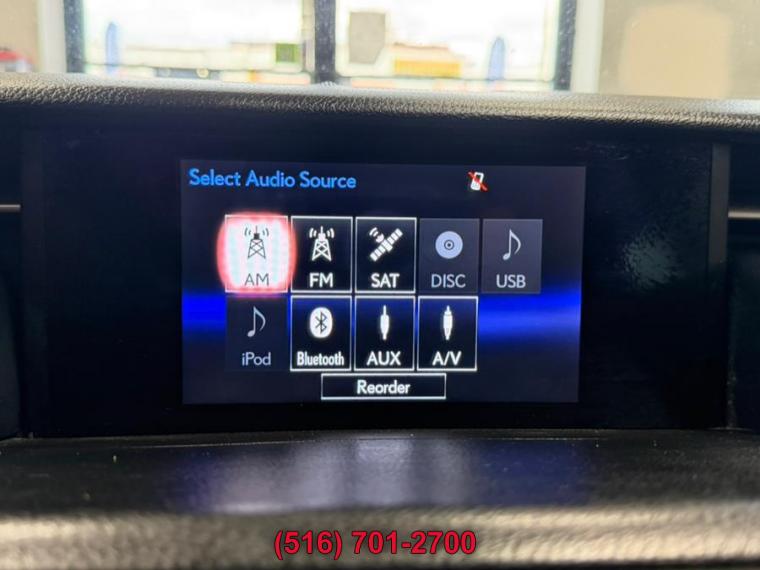 Select Audio Source
AM FM SAT DISC USB
iPod Bluetooth AUX A/V
Reorder
(516) 701-2700